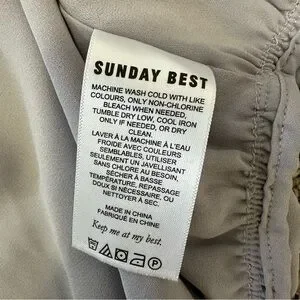 SUNDAY BEST
MACHINE WASH COLD WITH LIKE
COLOURS, ONLY NON-CHLORINE
BLEACH WHEN NEEDED,
TUMBLE DRY LOW, COOL IRON
ONLY IF NEEDED, OR DRY
CLEAN.
LAVER À LA MACHINE À L'EAU
FROIDE AVEC COULEURS
SEMBLABLES, UTILISER
SEULEMENT UN JAVELLISANT
SANS CHLORE AU BESOIN,
SÉCHER À BASSE
TEMPÉRATURE, REPASSAGE
DOUX SI NÉCESSAIRE, OU
NETTOYER À SEC.
MADE IN CHINA
FABRIQUÉ EN CHINE
Keep me at my best.